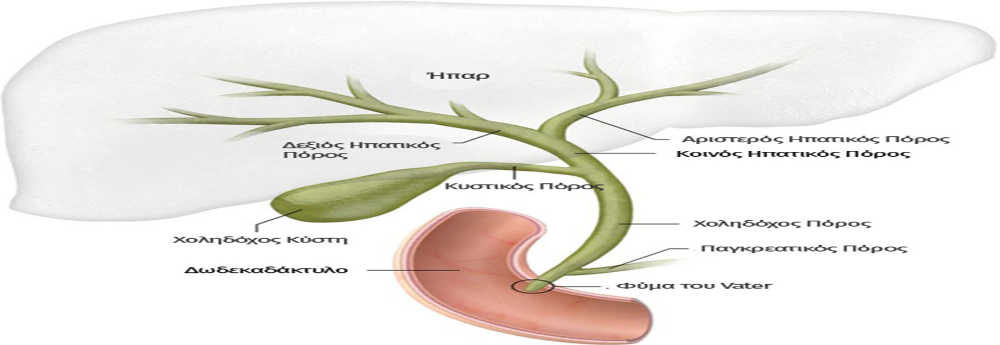 Ήπαρ
Δεξιός Ηπατικός
Πόρος
Αριστερός Ηπατικός Πόρος
Κοινός Ηπατικός Πόρος
Κυστικός Πόρος
Χοληδόχος Πόρος
Χοληδόχος Κύστη
Παγκρεατικός Πόρος
Δωδεκαδάκτυλο
. Φύμα του Vater